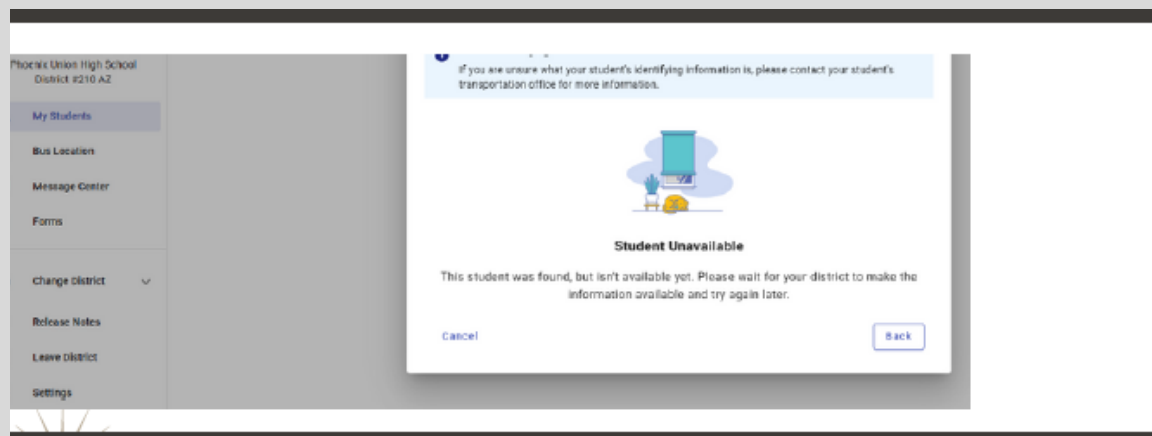 Phoenix Union High School
District #210 AZ
My Students
Bus Location
Message Center
Forms
Change District
Release Notes
Leave District
Settings
If you are unsure what your student's identifying information is, please contact your student's
transportation office for more information.
Student Unavailable
This student was found, but isn't available yet. Please wait for your district to make the
information available and try again later.
Cancel
Back